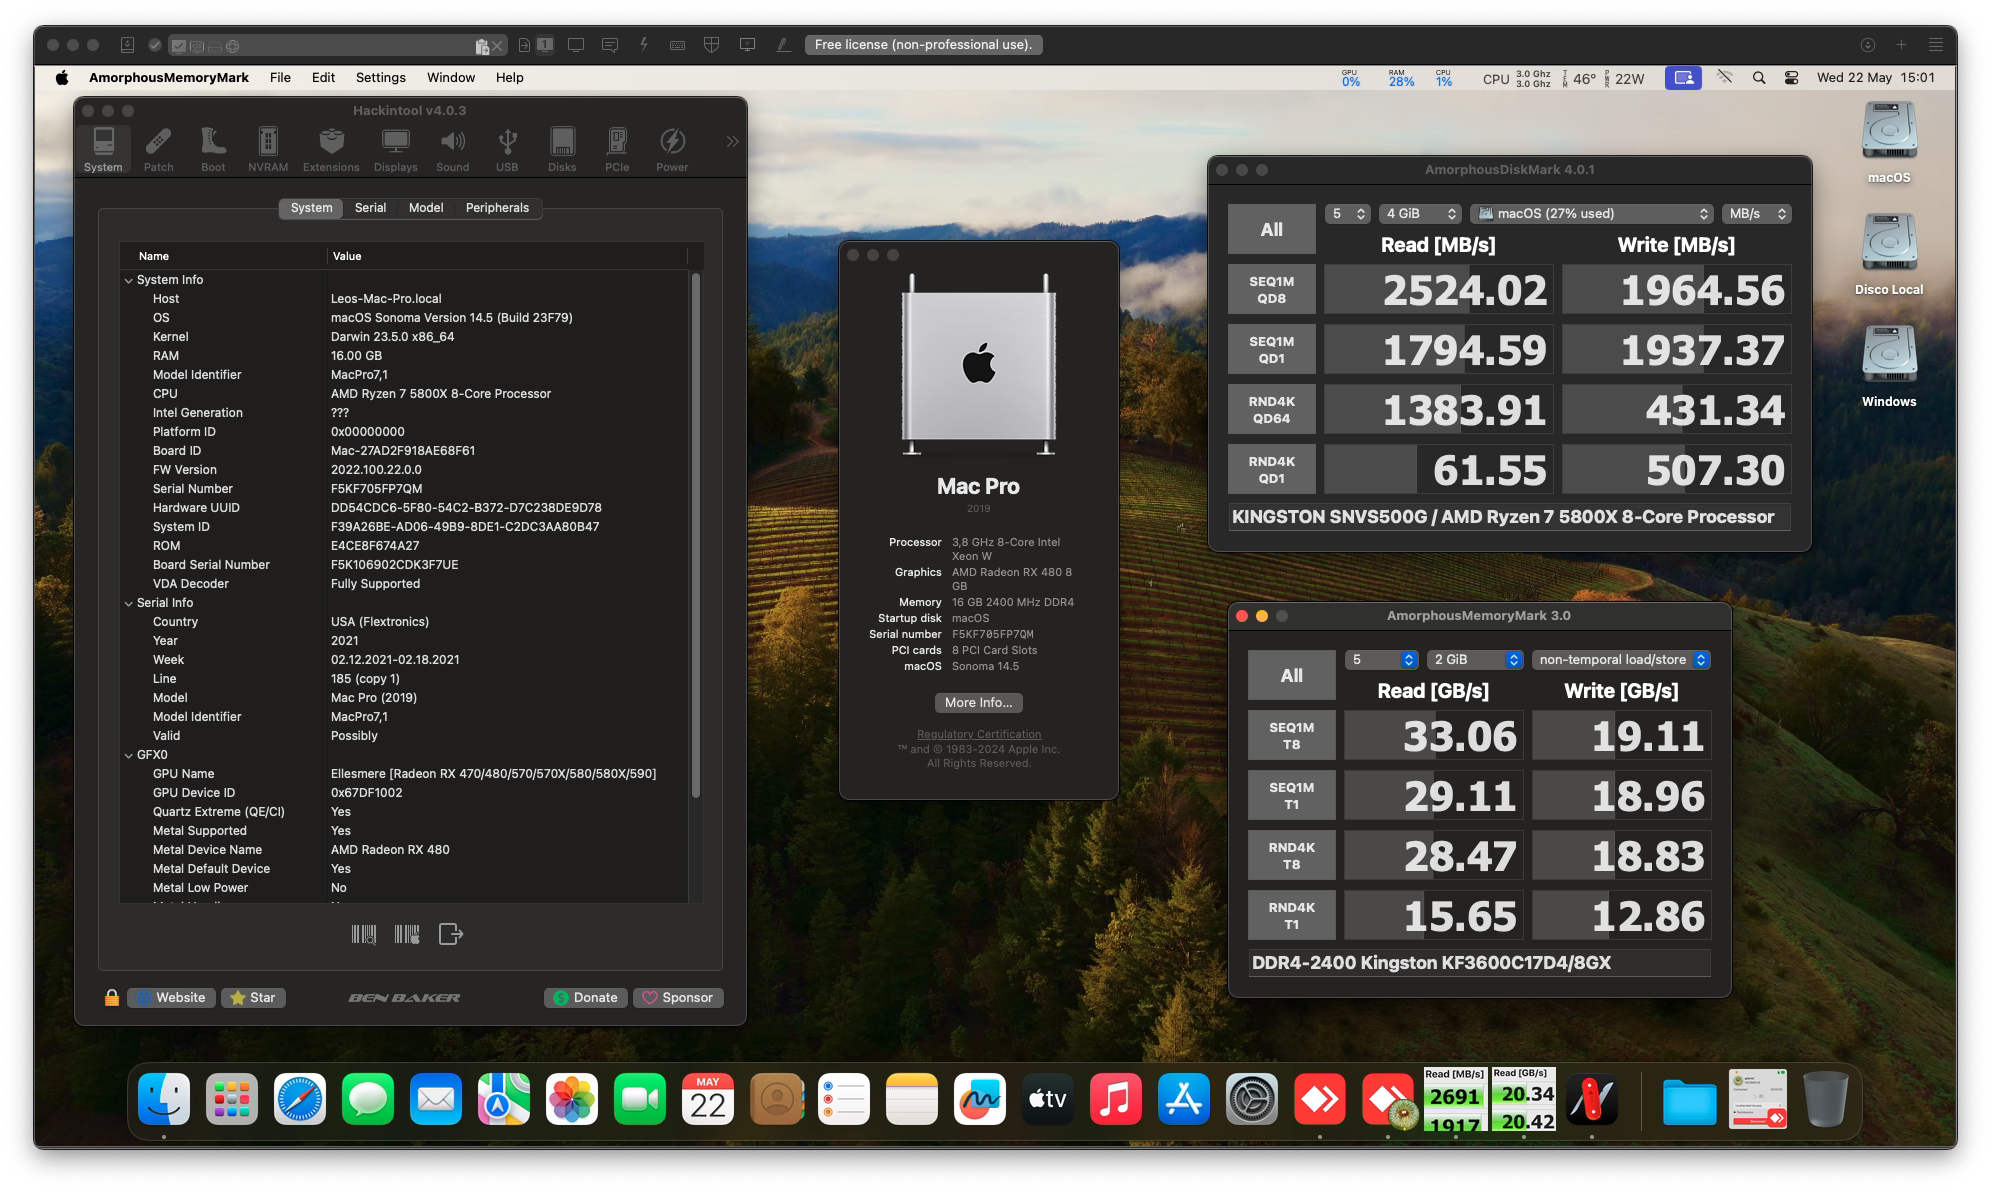 1
Free license (non-professional use).
AmorphousMemoryMark File Edit Settings Window Help
GPU 0% RAM 28% CPU 1% CPU 3.0 Ghz 3.0 Ghz TEM 46° PWR 22W Wed 22 May 15:01
Hackintool v4.0.3
System Patch Boot NVRAM Extensions Displays Sound USB Disks PCIe Power
System Serial Model Peripherals
Name Value
System Info
Host Leos-Mac-Pro.local
OS macOS Sonoma Version 14.5 (Build 23F79)
Kernel Darwin 23.5.0 x86_64
RAM 16.00 GB
Model Identifier MacPro7,1
CPU AMD Ryzen 7 5800X 8-Core Processor
Intel Generation ???
Platform ID 0x00000000
Board ID Mac-27AD2F918AE68F61
FW Version 2022.100.22.0.0
Serial Number F5KF705FP7QM
Hardware UUID DD54CDC6-5F80-54C2-B372-D7C238DE9D78
System ID F39A26BE-AD06-49B9-8DE1-C2DC3AA80B47
ROM E4CE8F674A27
Board Serial Number F5K106902CDK3F7UE
VDA Decoder Fully Supported
Serial Info
Country USA (Flextronics)
Year 2021
Week 02.12.2021-02.18.2021
Line 185 (copy 1)
Model Mac Pro (2019)
Model Identifier MacPro7,1
Valid Possibly
GFX0
GPU Name Ellesmere [Radeon RX 470/480/570/570X/580/580X/590]
GPU Device ID 0x67DF1002
Quartz Extreme (QE/CI) Yes
Metal Supported Yes
Metal Device Name AMD Radeon RX 480
Metal Default Device Yes
Metal Low Power No
Website Star BEN BAKER Donate Sponsor
Mac Pro
2019
Processor 3,8 GHz 8-Core Intel
Xeon W
Graphics AMD Radeon RX 480 8
GB
Memory 16 GB 2400 MHz DDR4
Startup disk macOS
Serial number F5KF705FP7QM
PCI cards 8 PCI Card Slots
macOS Sonoma 14.5
More Info...
Regulatory Certification
™ and © 1983-2024 Apple Inc.
All Rights Reserved.
AmorphousDiskMark 4.0.1
All 5 4 GiB macOS (27% used) MB/s
Read [MB/s] Write [MB/s]
SEQ1M QD8 2524.02 1964.56
SEQ1M QD1 1794.59 1937.37
RND4K QD64 1383.91 431.34
RND4K QD1 61.55 507.30
KINGSTON SNVS500G / AMD Ryzen 7 5800X 8-Core Processor
AmorphousMemoryMark 3.0
All 5 2 GiB non-temporal load/store
Read [GB/s] Write [GB/s]
SEQ1M T8 33.06 19.11
SEQ1M T1 29.11 18.96
RND4K T8 28.47 18.83
RND4K T1 15.65 12.86
DDR4-2400 Kingston KF3600C17D4/8GX
macOS
Disco Local
Windows
MAY
22
tv
Read [MB/s]
2691
1917
Read [GB/s]
20.34
20.42